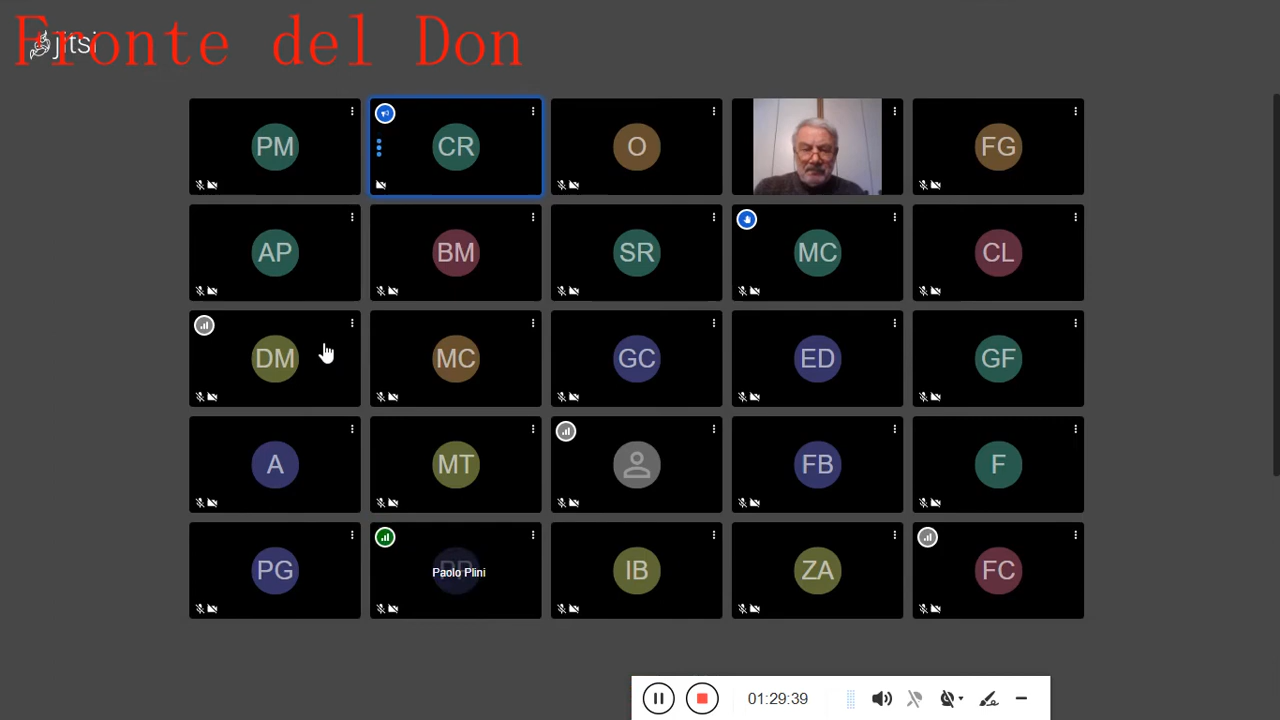 Fronte del Don
jitsi
PM
CR
O
FG
AP
BM
SR
MC
CL
DM
MC
GC
ED
GF
A
MT
FB
F
PG
Paolo Plini
IB
ZA
FC
01:29:39